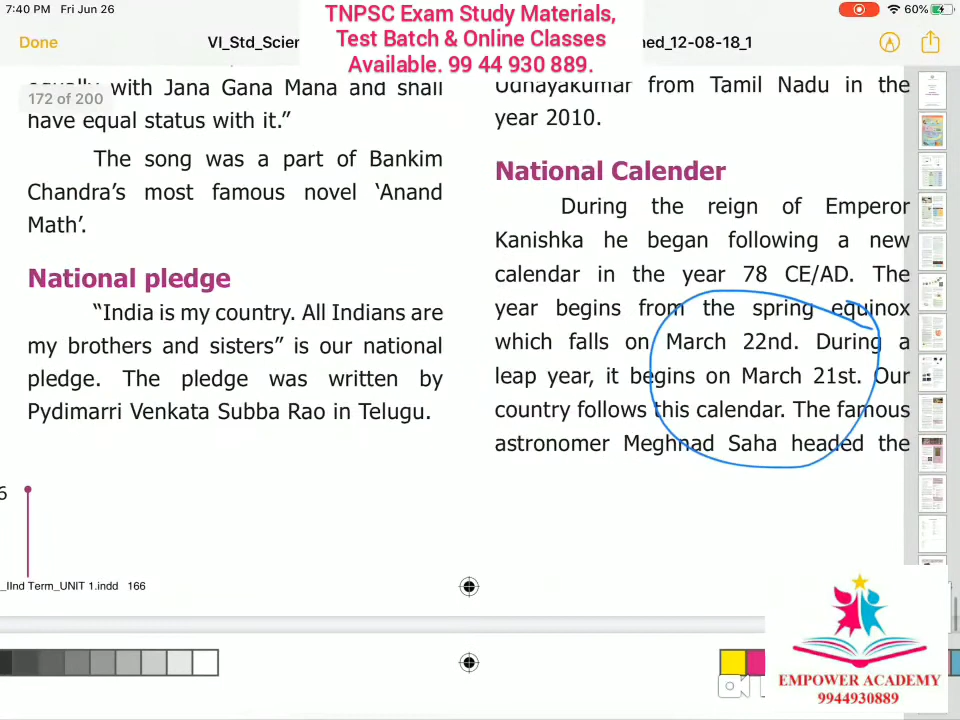 7:40 PM Fri Jun 26
60%
TNPSC Exam Study Materials,
Test Batch & Online Classes
Available. 99 44 930 889.
Done
VI_Std_Scien
ned_12-08-18_1
172 of 200
equally with Jana Gana Mana and shall
have equal status with it.”
The song was a part of Bankim
Chandra’s most famous novel ‘Anand
Math’.
National pledge
“India is my country. All Indians are
my brothers and sisters” is our national
pledge. The pledge was written by
Pydimarri Venkata Subba Rao in Telugu.
6
_IInd Term_UNIT 1.indd 166
Udhayakumar from Tamil Nadu in the
year 2010.
National Calender
During the reign of Emperor
Kanishka he began following a new
calendar in the year 78 CE/AD. The
year begins from the spring equinox
which falls on March 22nd. During a
leap year, it begins on March 21st. Our
country follows this calendar. The famous
astronomer Meghnad Saha headed the
EMPOWER ACADEMY
9944930889